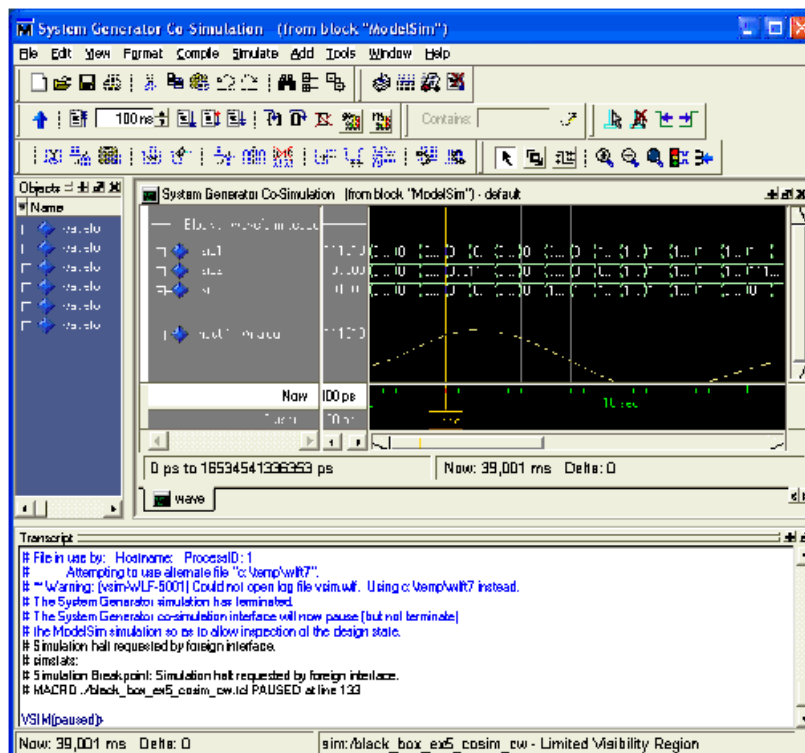 System Generator Co-Simulation (from block "ModelSim")
File Edit View Format Compile Simulate Add Tools Window Help
100 ns
Contains:
Objects
Name
System Generator Co-Simulation (from block "ModelSim") - default
Now
100 ps
10 sec
0 ps to 16534541336353 ps
Now: 39,001 ms Delta: 0
wave
Transcript
# File in use by: Hostname: ProcessID: 1
# Attempting to use alternate file "c:\temp\wlft7".
# ** Warning: (vsim-WLF-5001) Could not open log file vsim.wlf. Using c:\temp\wlft7 instead.
# The System Generator simulation has terminated.
# The System Generator co-simulation interface will now pause (but not terminate)
# the ModelSim simulation so as to allow inspection of the design state.
# Simulation halt requested by foreign interface.
# simstats:
# Simulation Breakpoint: Simulation halt requested by foreign interface.
# MACRO ./black_box_ex5_cosim_cw.tcl PAUSED at line 133
VSIM(paused)>
Now: 39,001 ms Delta: 0
sim:/black_box_ex5_cosim_cw - Limited Visibility Region